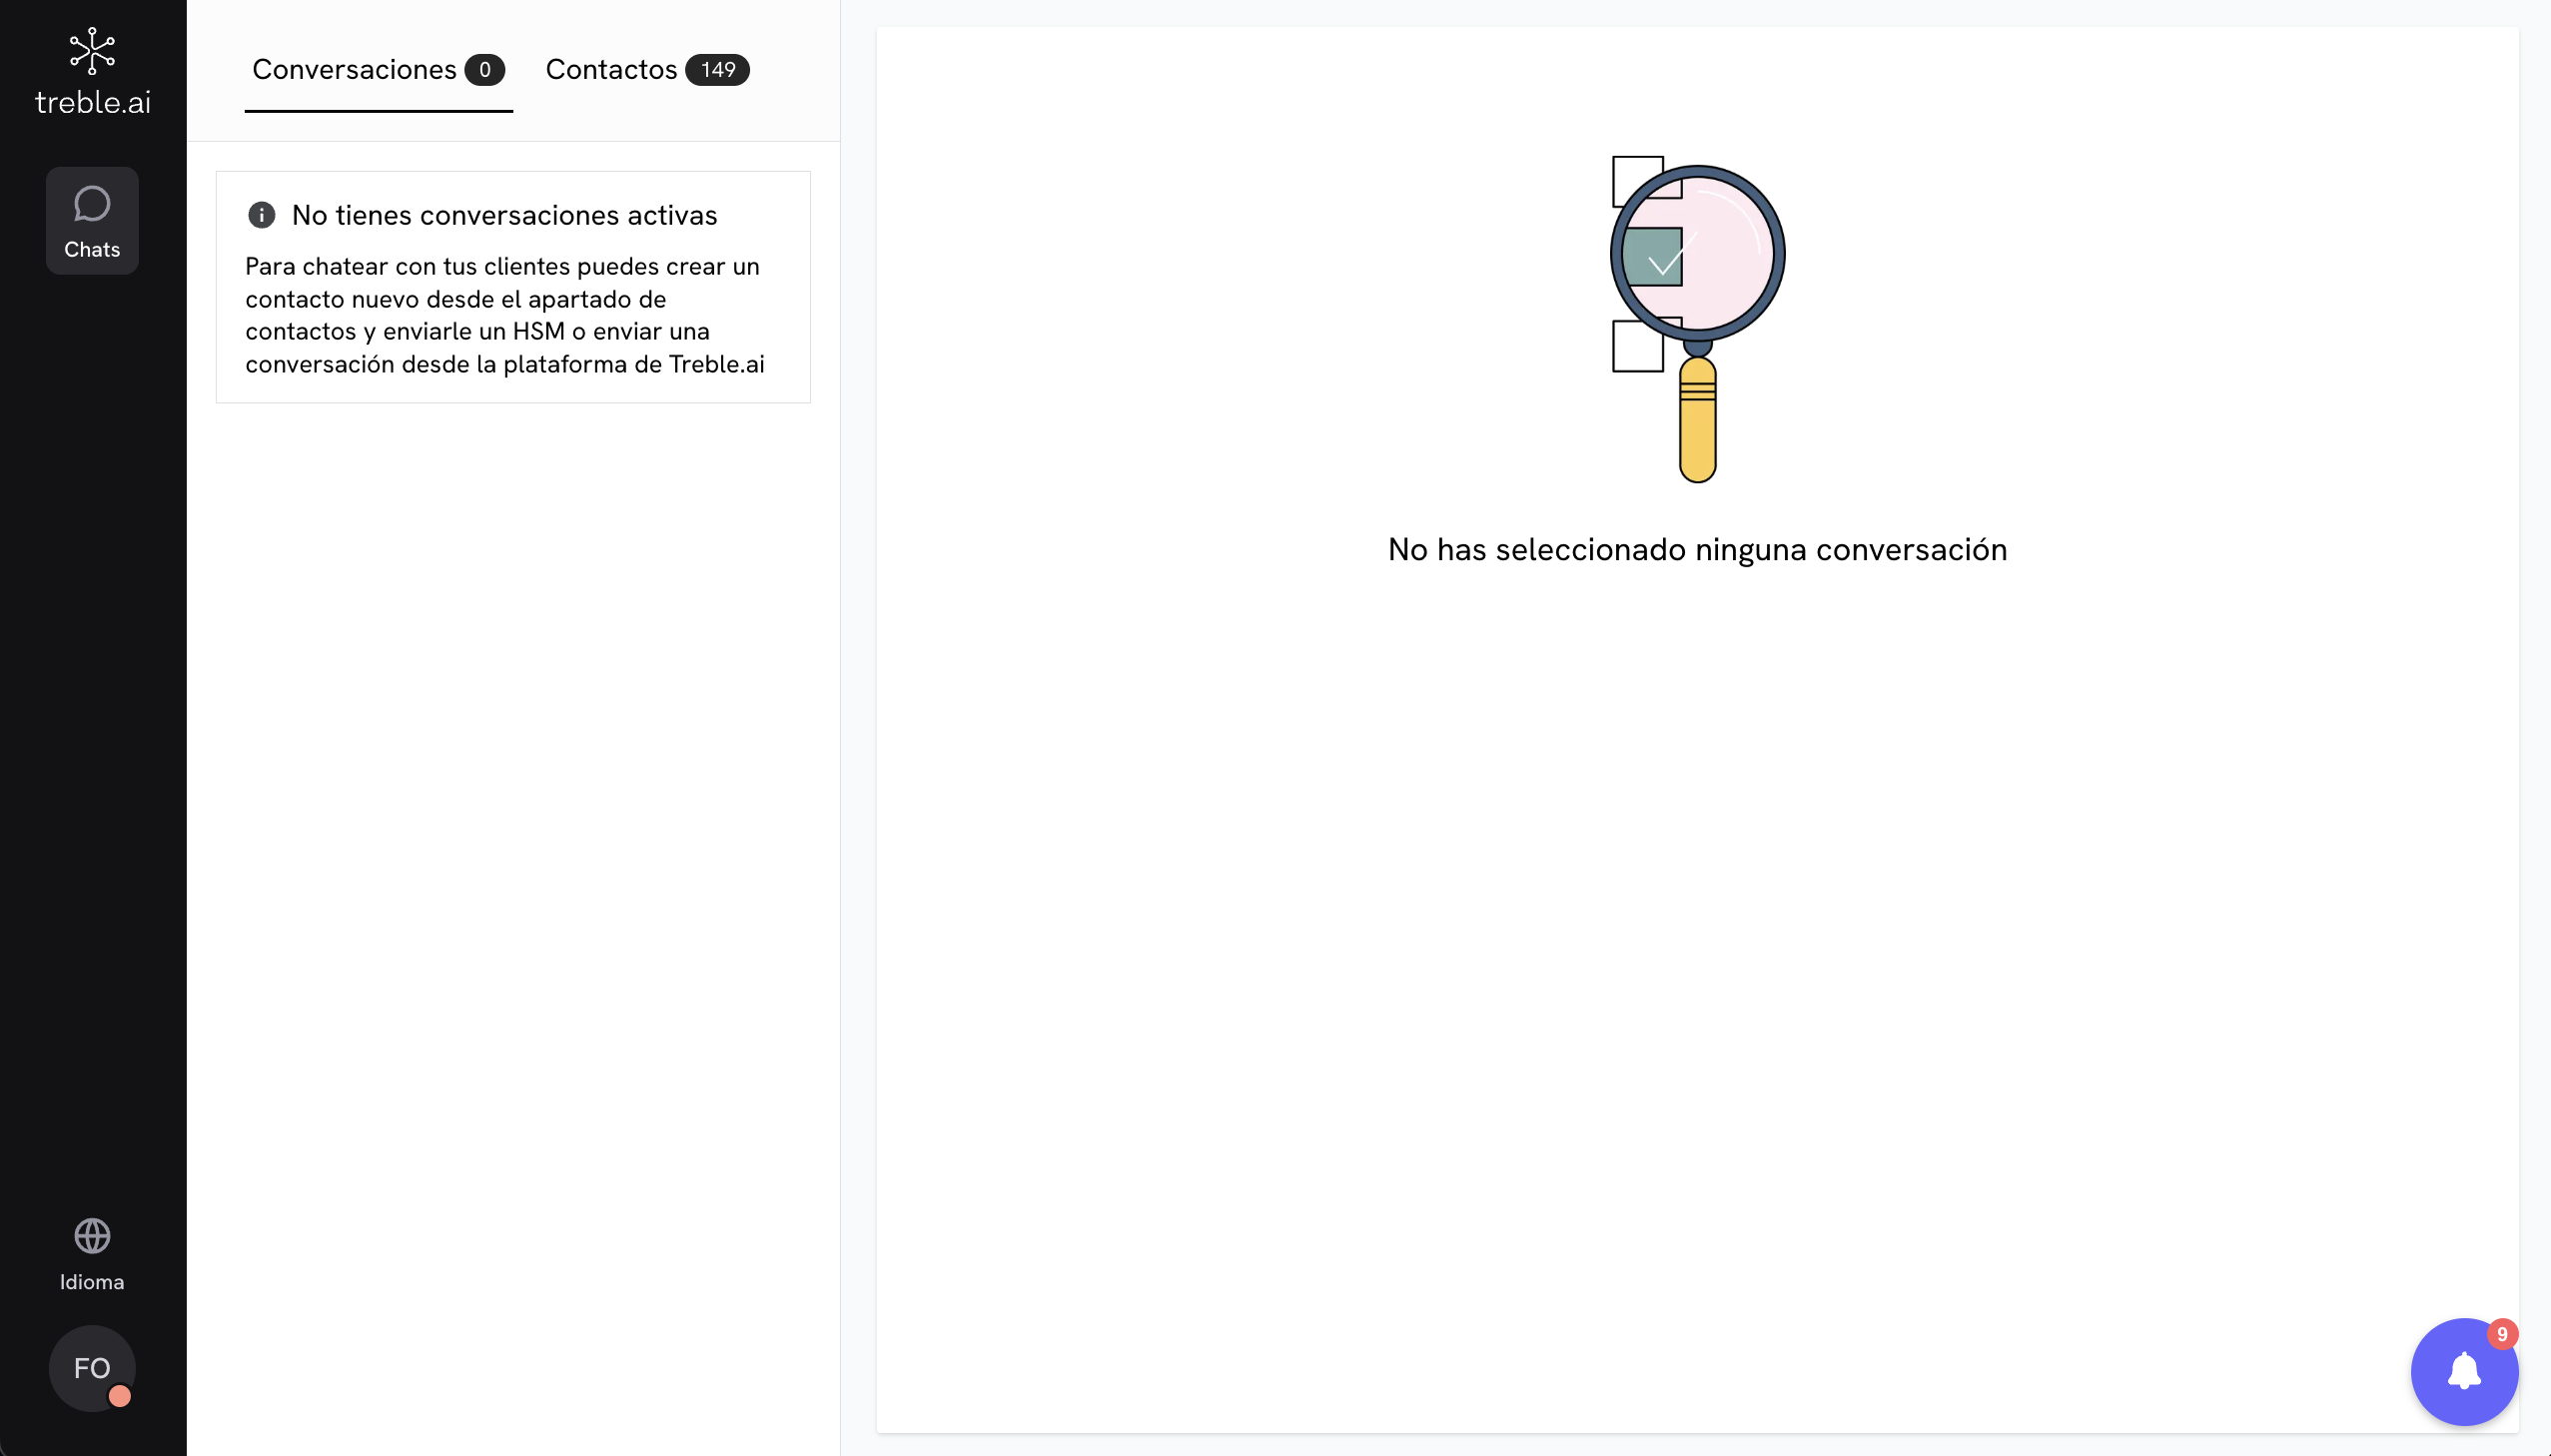 treble.ai
Chats
Conversaciones 0 Contactos 149
No tienes conversaciones activas
Para chatear con tus clientes puedes crear un
contacto nuevo desde el apartado de
contactos y enviarle un HSM o enviar una
conversación desde la plataforma de Treble.ai
No has seleccionado ninguna conversación
Idioma
FO
9